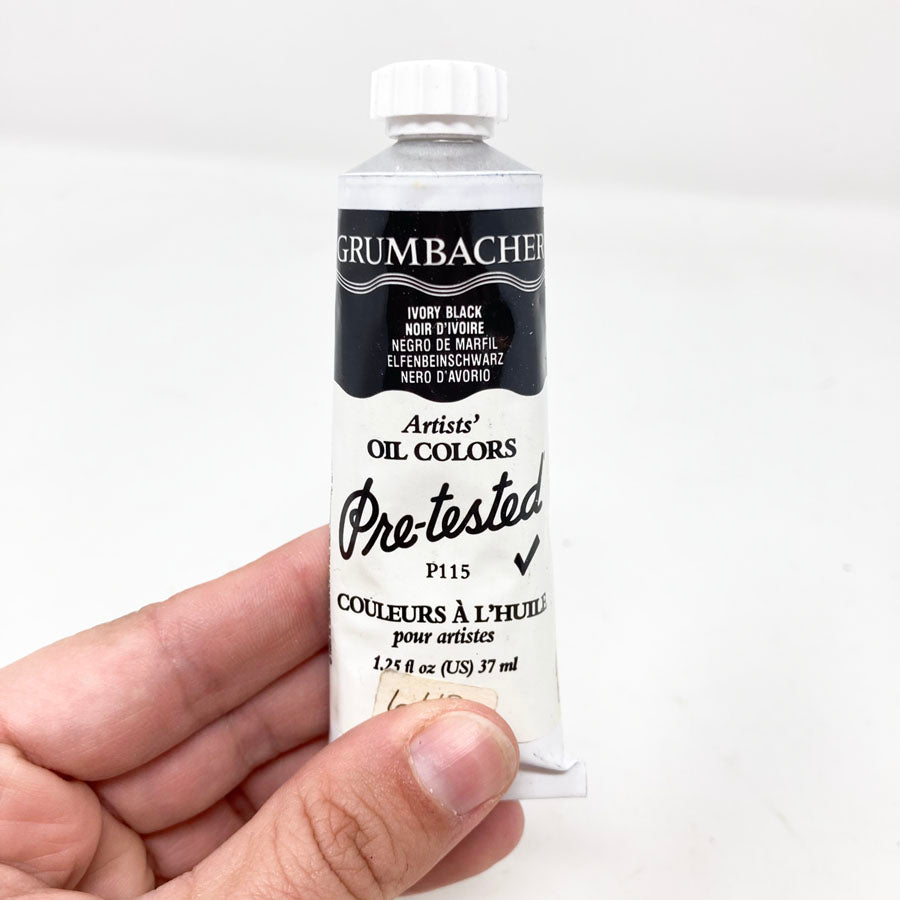 GRUMBACHER
IVORY BLACK
NOIR D'IVOIRE
NEGRO DE MARFIL
ELFENBEINSCHWARZ
NERO D'AVORIO
Artists'
OIL COLORS
Pre-tested
P115
COULEURS À L'HUILE
pour artistes
1.25 fl oz (US) 37 ml